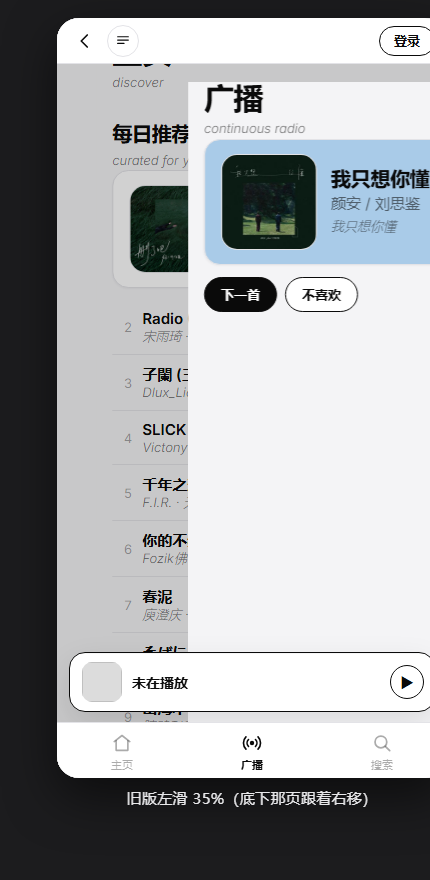 登录
discover
广播
continuous radio
每日推荐
curated for y
我只想你懂
颜安 / 刘思鉴
我只想你懂
下一首
不喜欢
2
Radio
宋雨琦
3
子閾 (三
Dlux_Li
4
SLICK
Victony
5
千年之
F.I.R. ·
6
你的不
Fozik佛
7
春泥
庾澄庆
未在播放
9
主页
广播
搜索
旧版左滑 35%（底下那页跟着右移）